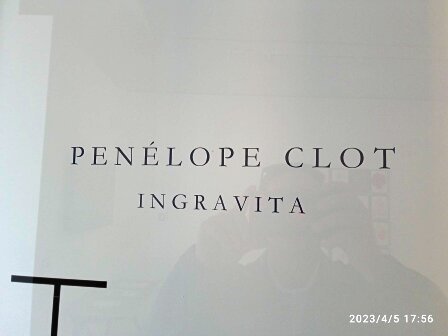 PENÉLOPE CLOT
INGRAVITA
2023/4/5 17:56